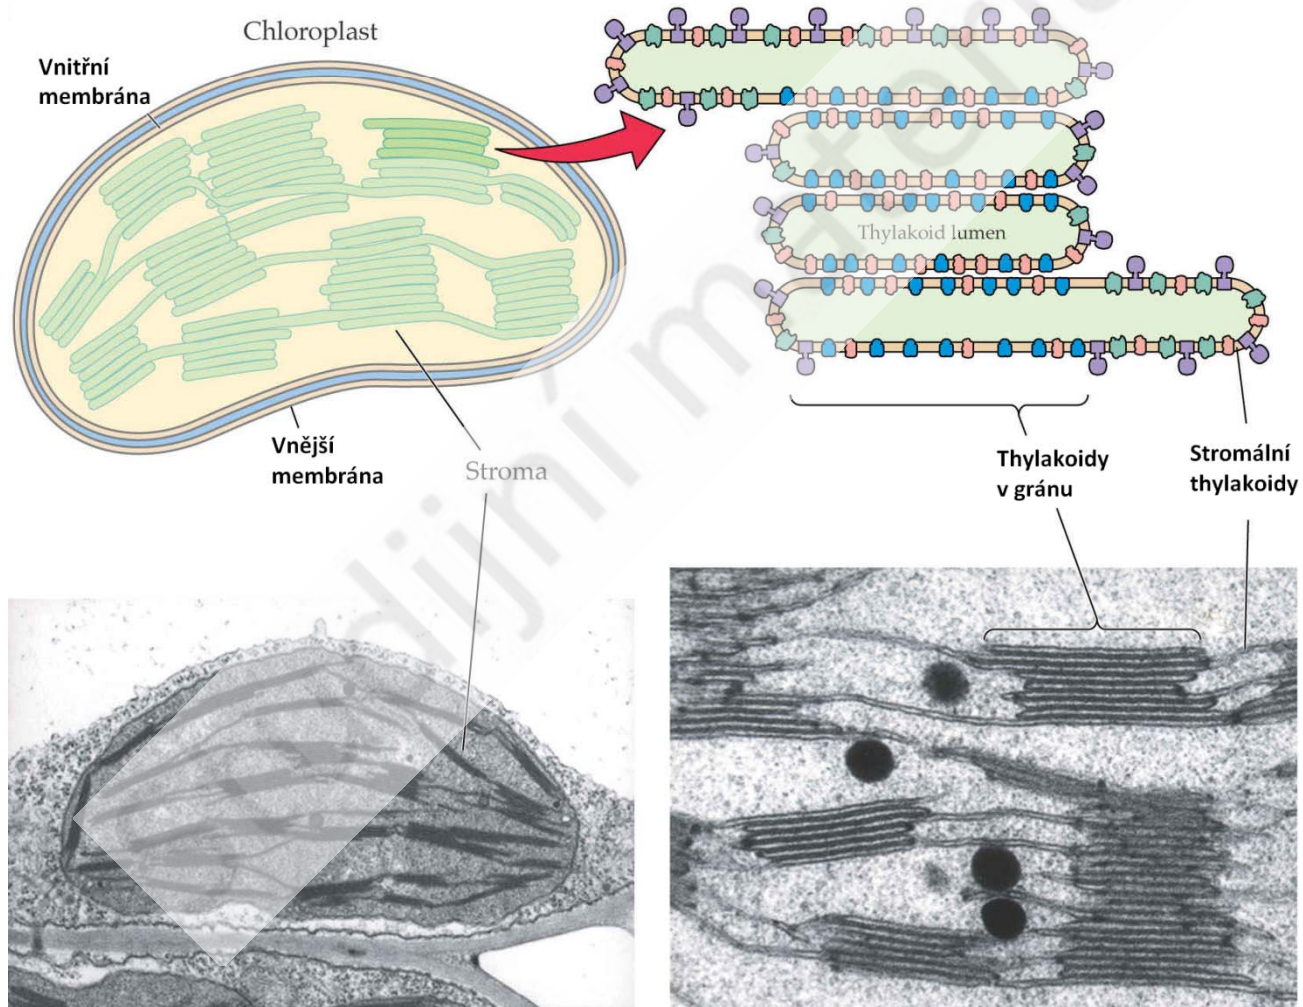 Chloroplast
Vnitřní
membrána
Thylakoid lumen
Vnější
membrána
Stroma
Thylakoidy
v gránu
Stromální
thylakoidy